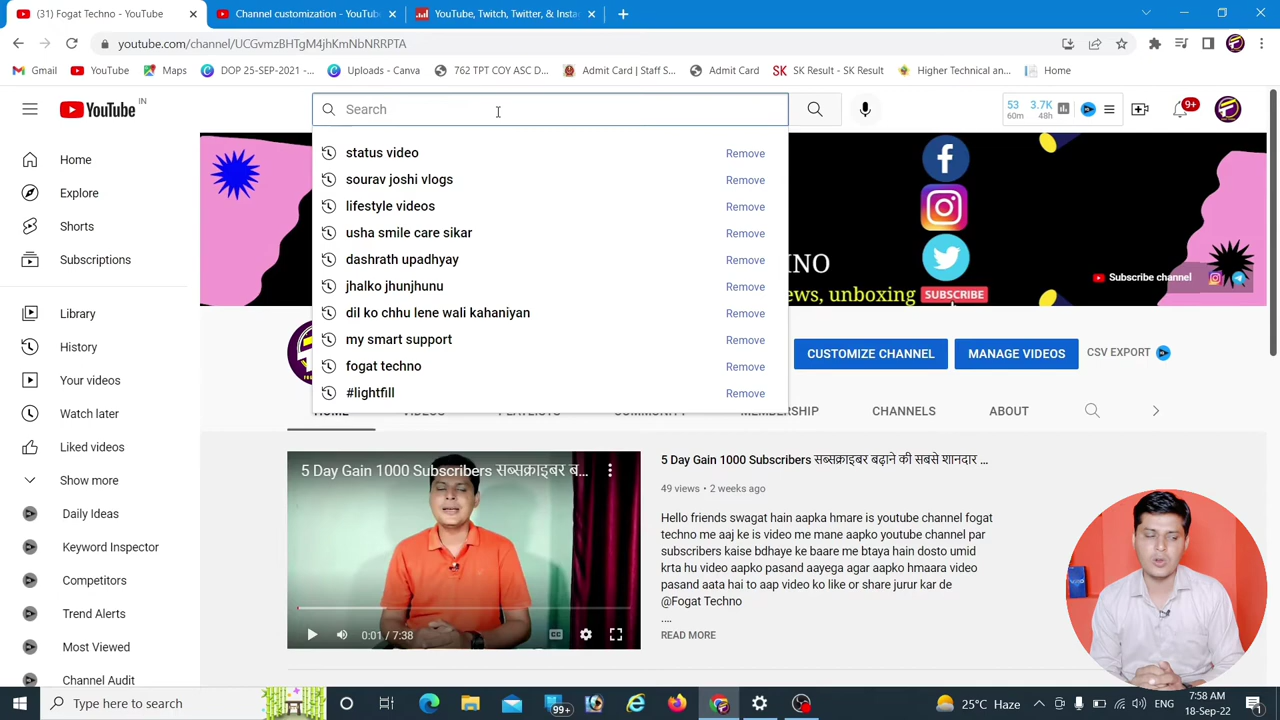 (31) Fogat Techno - YouTube
Channel customization - YouTube
YouTube, Twitch, Twitter, & Insta
youtube.com/channel/UCGvmzBHTgM4jhKmNbNRRPTA
Gmail
YouTube
Maps
DOP 25-SEP-2021 -...
Uploads - Canva
762 TPT COY ASC D...
Admit Card | Staff S...
Admit Card
SK Result - SK Result
Higher Technical an...
Home
YouTube IN
Search
53 60m
3.7K 48h
9+
Home
Explore
Shorts
Subscriptions
Library
History
Your videos
Watch later
Liked videos
Show more
Daily Ideas
Keyword Inspector
Competitors
Trend Alerts
Most Viewed
Channel Audit
status video Remove
sourav joshi vlogs Remove
lifestyle videos Remove
usha smile care sikar Remove
dashrath upadhyay Remove
jhalko jhunjhunu Remove
dil ko chhu lene wali kahaniyan Remove
my smart support Remove
fogat techno Remove
#lightfill Remove
unboxing
SUBSCRIBE
Subscribe channel
CUSTOMIZE CHANNEL
MANAGE VIDEOS
CSV EXPORT
HOME
VIDEOS
PLAYLISTS
COMMUNITY
MEMBERSHIP
CHANNELS
ABOUT
5 Day Gain 1000 Subscribers सब्सक्राइबर ब...
0:01 / 7:38
5 Day Gain 1000 Subscribers सब्सक्राइबर बढ़ाने की सबसे शानदार ...
49 views • 2 weeks ago
Hello friends swagat hain aapka hmare is youtube channel fogat
techno me aaj ke is video me mane aapko youtube channel par
subscribers kaise bdhaye ke baare me btaya hain dosto umid
krta hu video aapko pasand aayega agar aapko hmaara video
pasand aata hai to aap video ko like or share jurur kar de
@Fogat Techno
....
READ MORE
Type here to search
99+
25°C Haze
ENG
7:58 AM
18-Sep-22